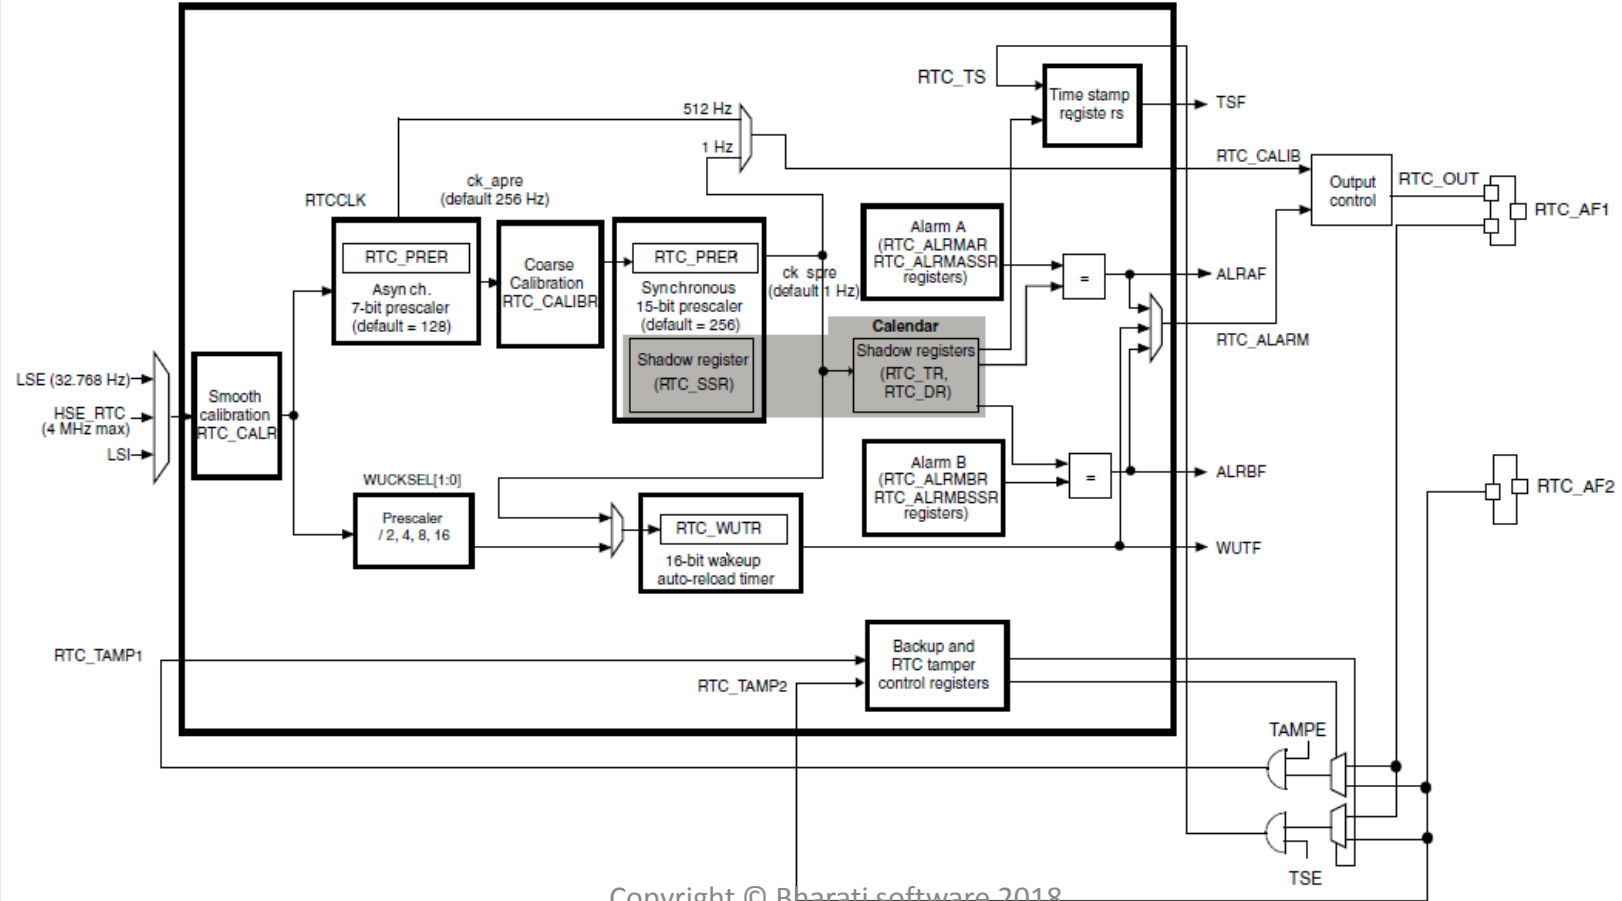 RTC_TS
Time stamp
registe rs
TSF
512 Hz
1 Hz
RTC_CALIB
Output
control
RTC_OUT
RTC_AF1
ck_apre
(default 256 Hz)
RTCCLK
RTC_PRER
Asyn ch.
7-bit prescaler
(default = 128)
Coarse
Calibration
RTC_CALIBR
RTC_PRER
Synchronous
15-bit prescaler
(default = 256)
Shadow register
(RTC_SSR)
ck_spre
(default 1 Hz)
Alarm A
(RTC_ALRMAR
RTC_ALRMASSR
registers)
=
ALRAF
RTC_ALARM
Calendar
Shadow registers
(RTC_TR,
RTC_DR)
LSE (32.768 Hz)
HSE_RTC
(4 MHz max)
LSI
Smooth
calibration
RTC_CALR
Alarm B
(RTC_ALRMBR
RTC_ALRMBSSR
registers)
=
ALRBF
RTC_AF2
WUCKSEL[1:0]
Prescaler
/ 2, 4, 8, 16
RTC_WUTR
16-bit wakeup
auto-reload timer
WUTF
RTC_TAMP1
RTC_TAMP2
Backup and
RTC tamper
control registers
TAMPE
TSE
Copyright © Bharati software 2018